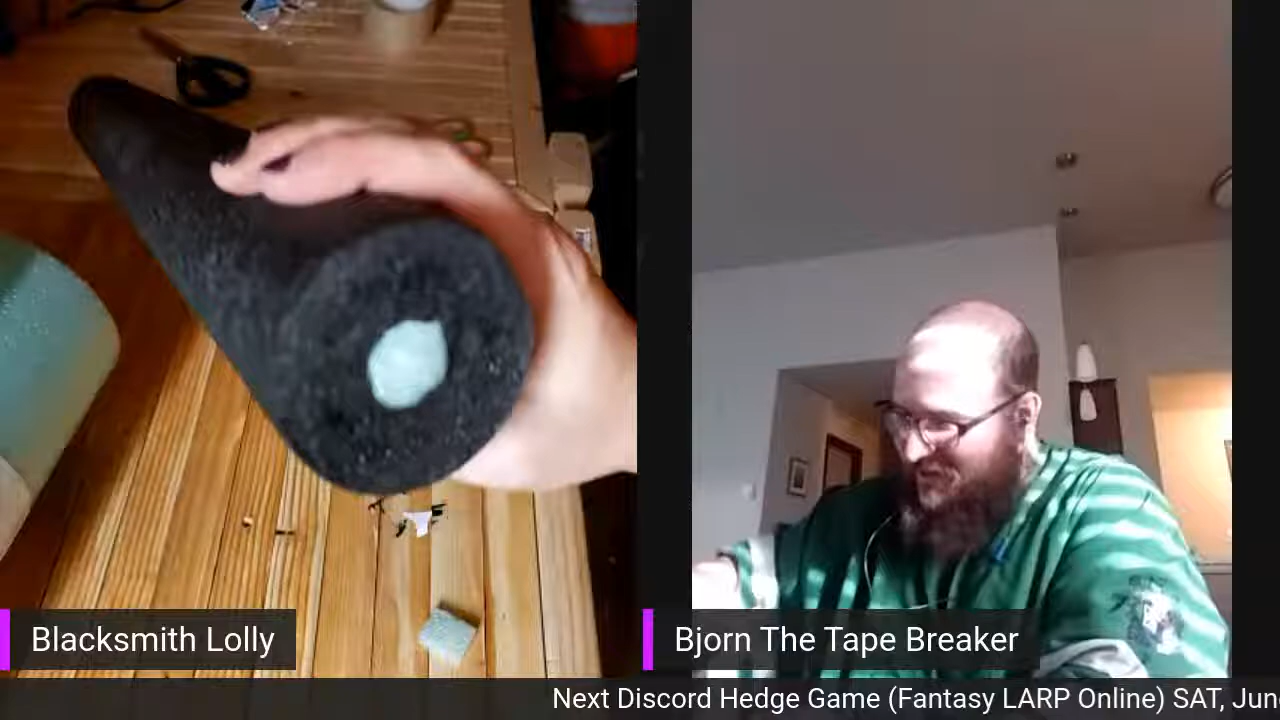 Blacksmith Lolly
Bjorn The Tape Breaker
Next Discord Hedge Game (Fantasy LARP Online) SAT, Jun